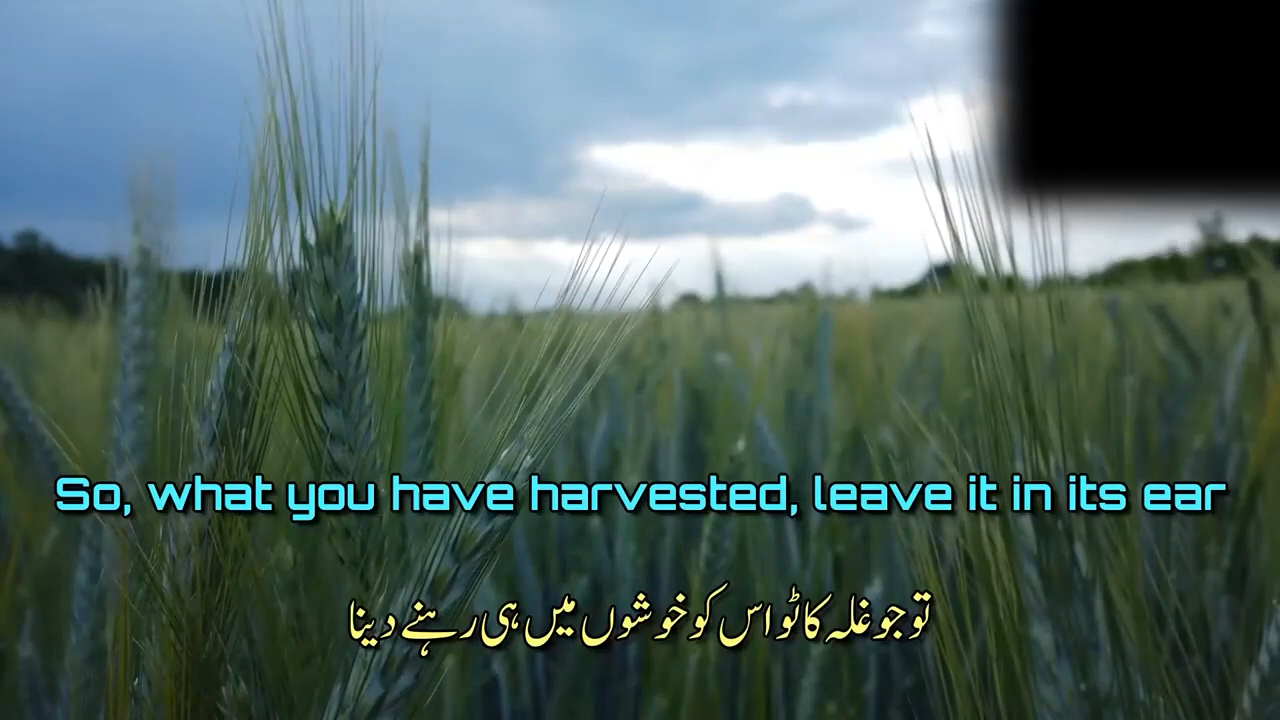 So, what you have harvested, leave it in its ear
تو جو غلہ کاٹو اس کو خوشوں میں ہی رہنے دینا